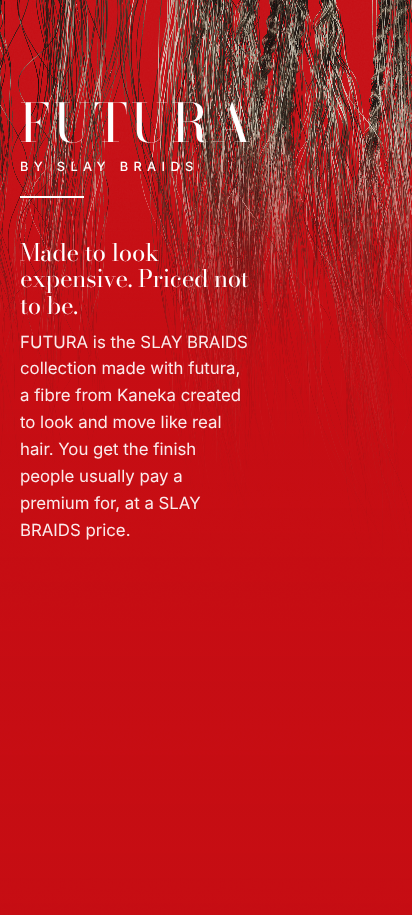 FUTURA
BY SLAY BRAIDS
Made to look
expensive. Priced not
to be.
FUTURA is the SLAY BRAIDS
collection made with futura,
a fibre from Kaneka created
to look and move like real
hair. You get the finish
people usually pay a
premium for, at a SLAY
BRAIDS price.